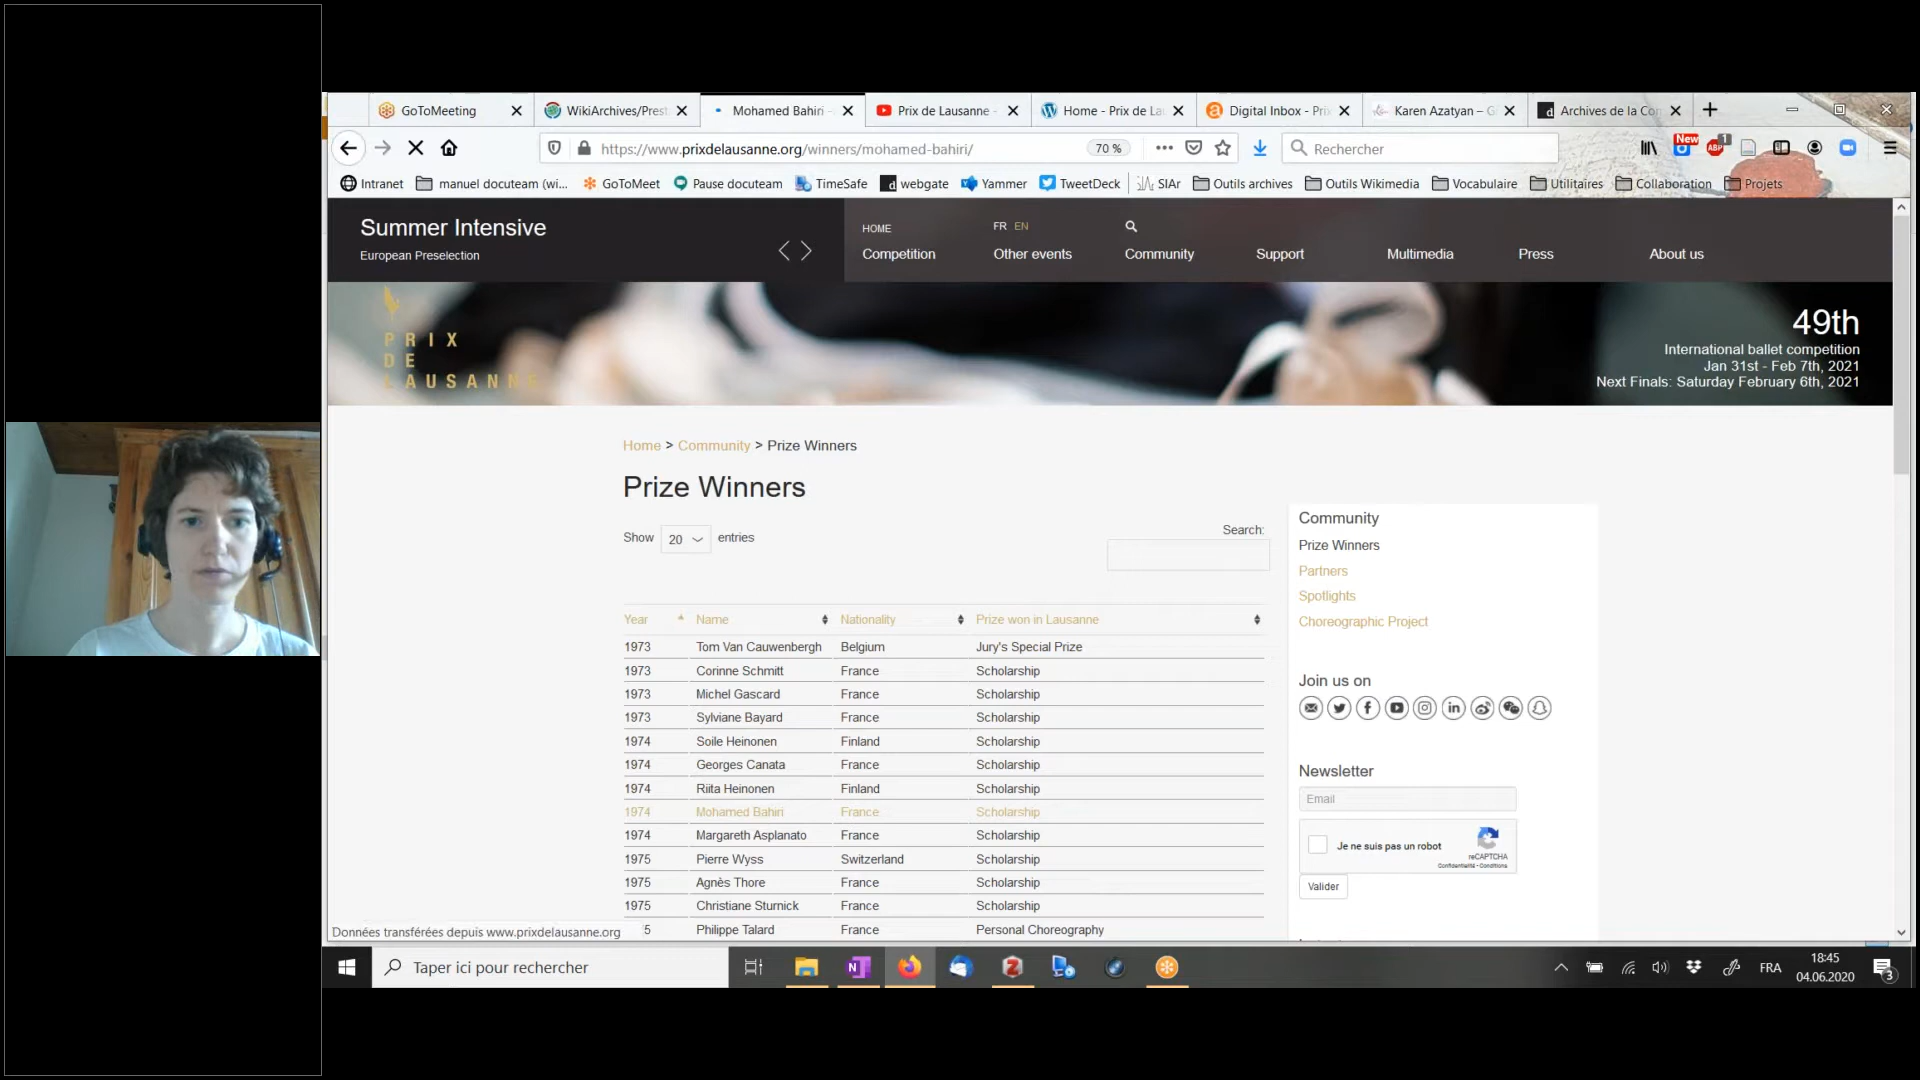 GoToMeeting
WikiArchives/Prest
Mohamed Bahiri -
Prix de Lausanne -
Home - Prix de La
Digital Inbox - Pri
Karen Azatyan – G
Archives de la Co
https://www.prixdelausanne.org/winners/mohamed-bahiri/
70 %
Rechercher
New
ABP
1
Intranet
manuel docuteam (wi...
GoToMeet
Pause docuteam
TimeSafe
webgate
Yammer
TweetDeck
SIAr
Outils archives
Outils Wikimedia
Vocabulaire
Utilitaires
Collaboration
Projets
Summer Intensive
European Preselection
HOME
FR EN
Competition
Other events
Community
Support
Multimedia
Press
About us
PRIX
DE
LAUSANNE
49th
International ballet competition
Jan 31st - Feb 7th, 2021
Next Finals: Saturday February 6th, 2021
Home > Community > Prize Winners
Prize Winners
Show 20 entries
Search:
Year Name Nationality Prize won in Lausanne
1973 Tom Van Cauwenbergh Belgium Jury's Special Prize
1973 Corinne Schmitt France Scholarship
1973 Michel Gascard France Scholarship
1973 Sylviane Bayard France Scholarship
1974 Soile Heinonen Finland Scholarship
1974 Georges Canata France Scholarship
1974 Riita Heinonen Finland Scholarship
1974 Mohamed Bahiri France Scholarship
1974 Margareth Asplanato France Scholarship
1975 Pierre Wyss Switzerland Scholarship
1975 Agnès Thore France Scholarship
1975 Christiane Sturnick France Scholarship
5 Philippe Talard France Personal Choreography
Community
Prize Winners
Partners
Spotlights
Choreographic Project
Join us on
Newsletter
Email
Je ne suis pas un robot
reCAPTCHA
Confidentialité - Conditions
Valider
Données transférées depuis www.prixdelausanne.org
Taper ici pour rechercher
FRA
18:45
04.06.2020
3